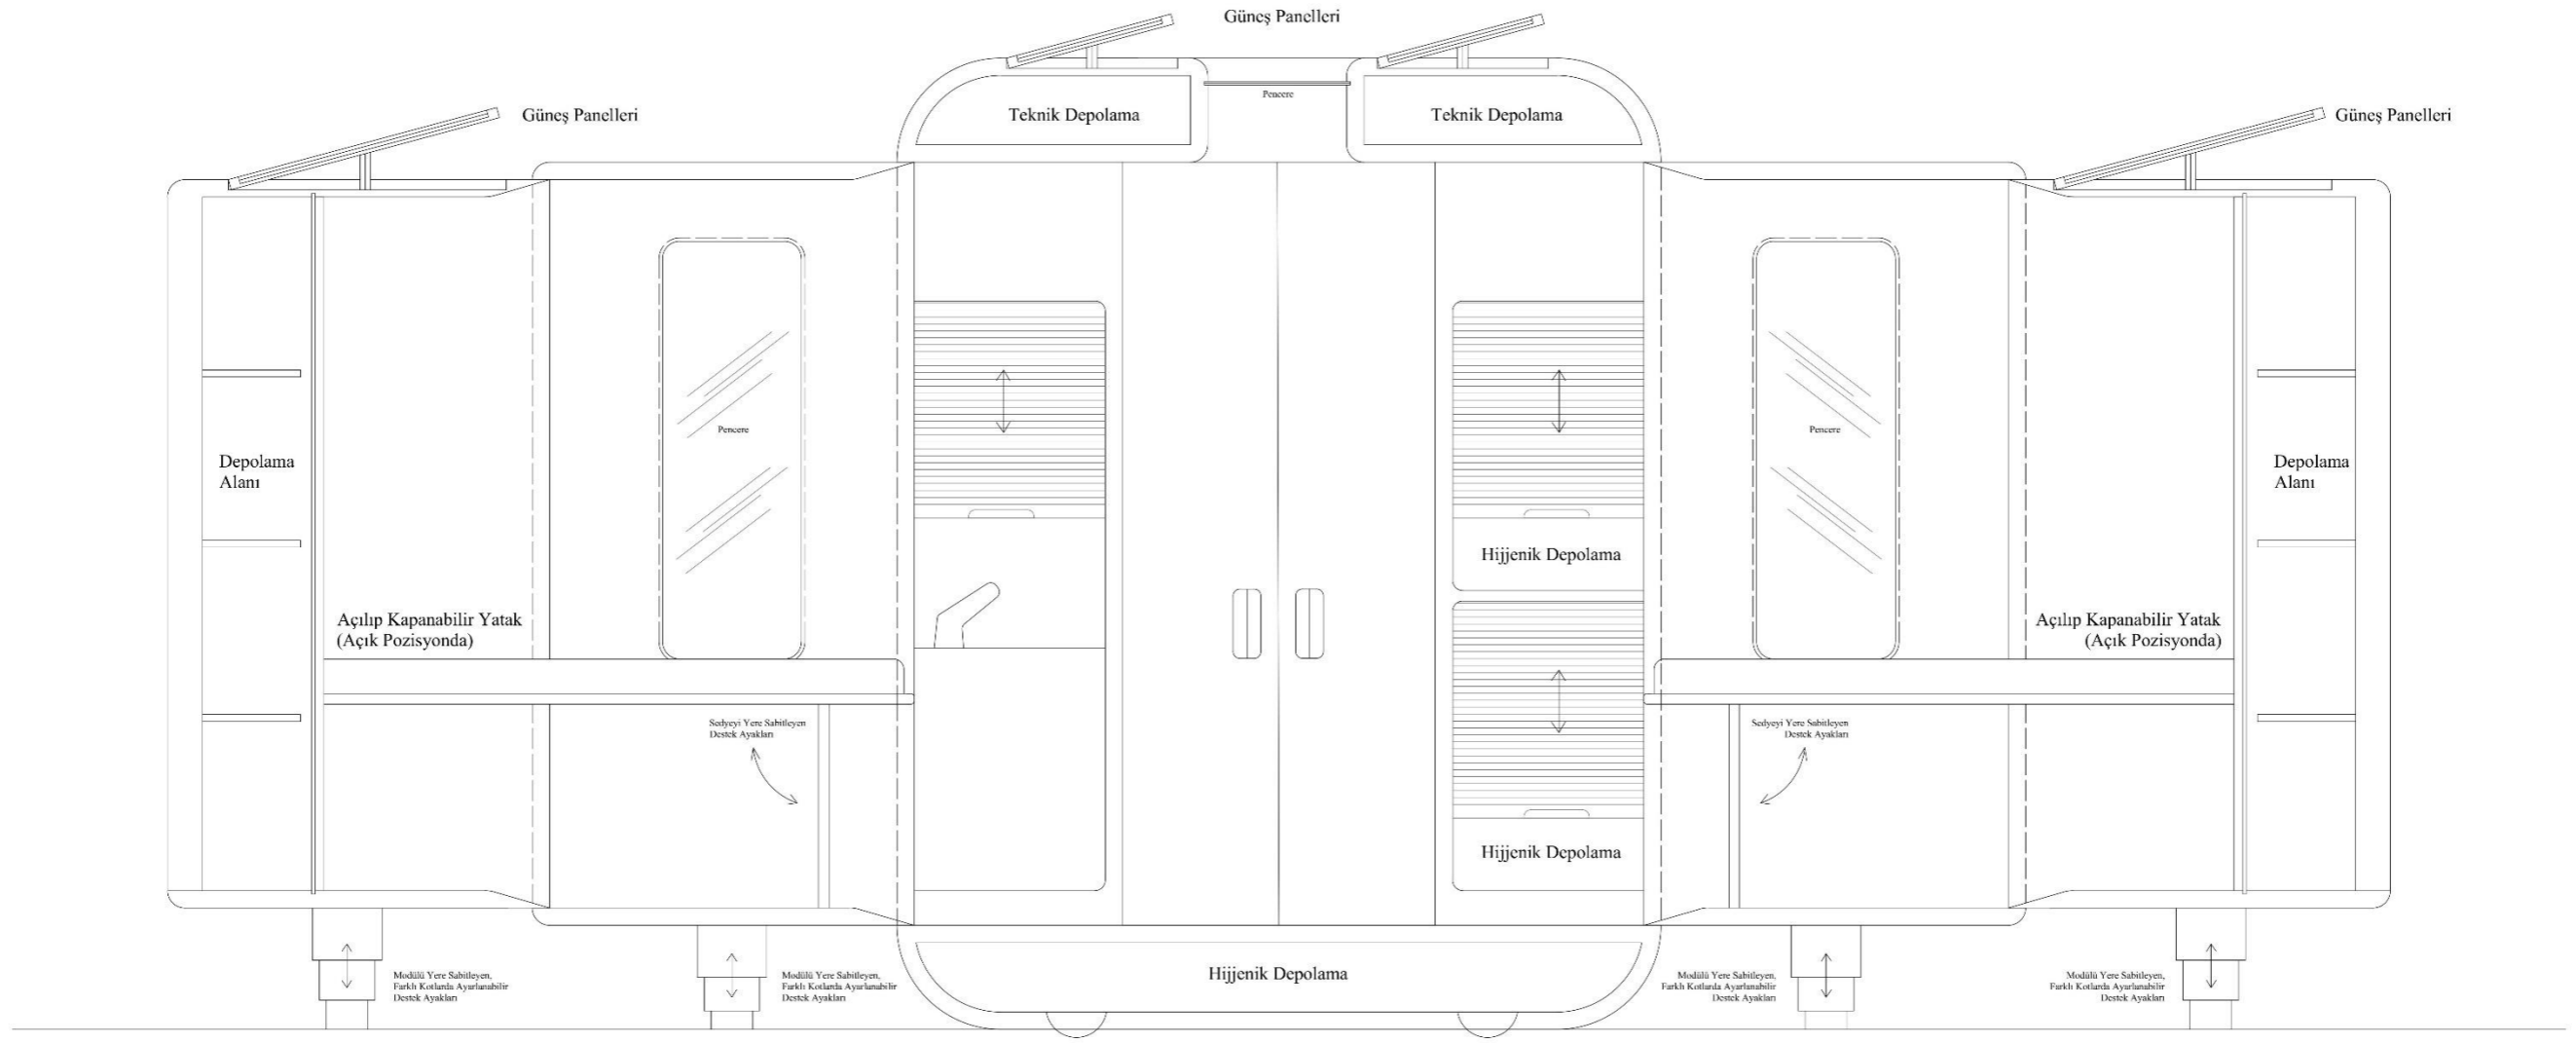 Güneş Panelleri
Pencere
Teknik Depolama
Teknik Depolama
Güneş Panelleri
Güneş Panelleri
Pencere
Pencere
Depolama
Alanı
Depolama
Alanı
Hijjenik Depolama
Açılıp Kapanabilir Yatak
(Açık Pozisyonda)
Açılıp Kapanabilir Yatak
(Açık Pozisyonda)
Sedyeyi Yere Sabitleyen
Destek Ayakları
Sedyeyi Yere Sabitleyen
Destek Ayakları
Hijjenik Depolama
Hijjenik Depolama
Modülü Yere Sabitleyen,
Farklı Kotlarda Ayarlanabilir
Destek Ayakları
Modülü Yere Sabitleyen,
Farklı Kotlarda Ayarlanabilir
Destek Ayakları
Modülü Yere Sabitleyen,
Farklı Kotlarda Ayarlanabilir
Destek Ayakları
Modülü Yere Sabitleyen,
Farklı Kotlarda Ayarlanabilir
Destek Ayakları